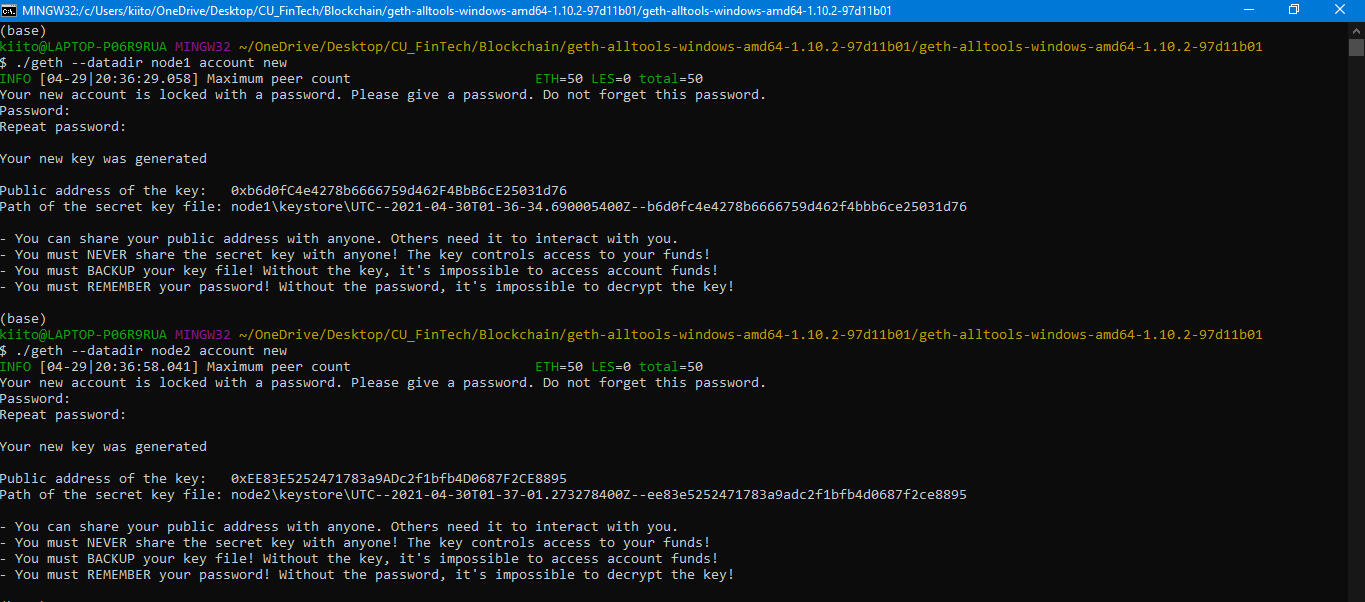 MINGW32:/c/Users/kiito/OneDrive/Desktop/CU_FinTech/Blockchain/geth-alltools-windows-amd64-1.10.2-97d11b01/geth-alltools-windows-amd64-1.10.2-97d11b01
(base)
kiito@LAPTOP-P06R9RUA MINGW32 ~/OneDrive/Desktop/CU_FinTech/Blockchain/geth-alltools-windows-amd64-1.10.2-97d11b01/geth-alltools-windows-amd64-1.10.2-97d11b01
$ ./geth --datadir node1 account new
INFO [04-29|20:36:29.058] Maximum peer count                       ETH=50 LES=0 total=50
Your new account is locked with a password. Please give a password. Do not forget this password.
Password:
Repeat password:
Your new key was generated
Public address of the key:   0xb6d0fC4e4278b6666759d462F4BbB6cE25031d76
Path of the secret key file: node1\keystore\UTC--2021-04-30T01-36-34.690005400Z--b6d0fc4e4278b6666759d462f4bbb6ce25031d76
- You can share your public address with anyone. Others need it to interact with you.
- You must NEVER share the secret key with anyone! The key controls access to your funds!
- You must BACKUP your key file! Without the key, it's impossible to access account funds!
- You must REMEMBER your password! Without the password, it's impossible to decrypt the key!
(base)
kiito@LAPTOP-P06R9RUA MINGW32 ~/OneDrive/Desktop/CU_FinTech/Blockchain/geth-alltools-windows-amd64-1.10.2-97d11b01/geth-alltools-windows-amd64-1.10.2-97d11b01
$ ./geth --datadir node2 account new
INFO [04-29|20:36:58.041] Maximum peer count                       ETH=50 LES=0 total=50
Your new account is locked with a password. Please give a password. Do not forget this password.
Password:
Repeat password:
Your new key was generated
Public address of the key:   0xEE83E5252471783a9ADc2f1bfb4D0687F2CE8895
Path of the secret key file: node2\keystore\UTC--2021-04-30T01-37-01.273278400Z--ee83e5252471783a9adc2f1bfb4d0687f2ce8895
- You can share your public address with anyone. Others need it to interact with you.
- You must NEVER share the secret key with anyone! The key controls access to your funds!
- You must BACKUP your key file! Without the key, it's impossible to access account funds!
- You must REMEMBER your password! Without the password, it's impossible to decrypt the key!